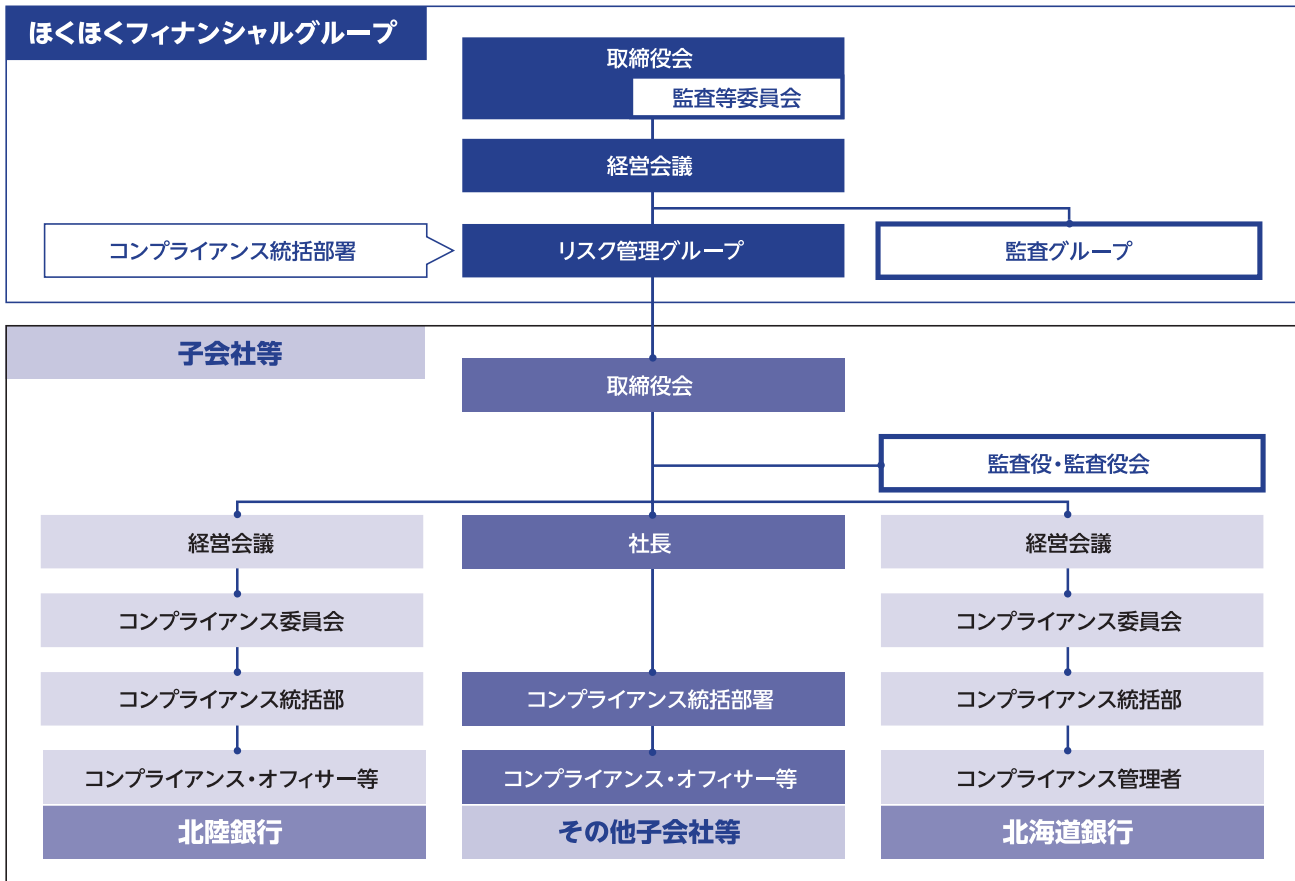 ほくほくフィナンシャルグループ
取締役会
監査等委員会
経営会議
コンプライアンス統括部署
リスク管理グループ
監査グループ
子会社等
取締役会
監査役・監査役会
経営会議
社長
経営会議
コンプライアンス委員会
コンプライアンス委員会
コンプライアンス統括部
コンプライアンス統括部署
コンプライアンス統括部
コンプライアンス・オフィサー等
コンプライアンス・オフィサー等
コンプライアンス管理者
北陸銀行
その他子会社等
北海道銀行